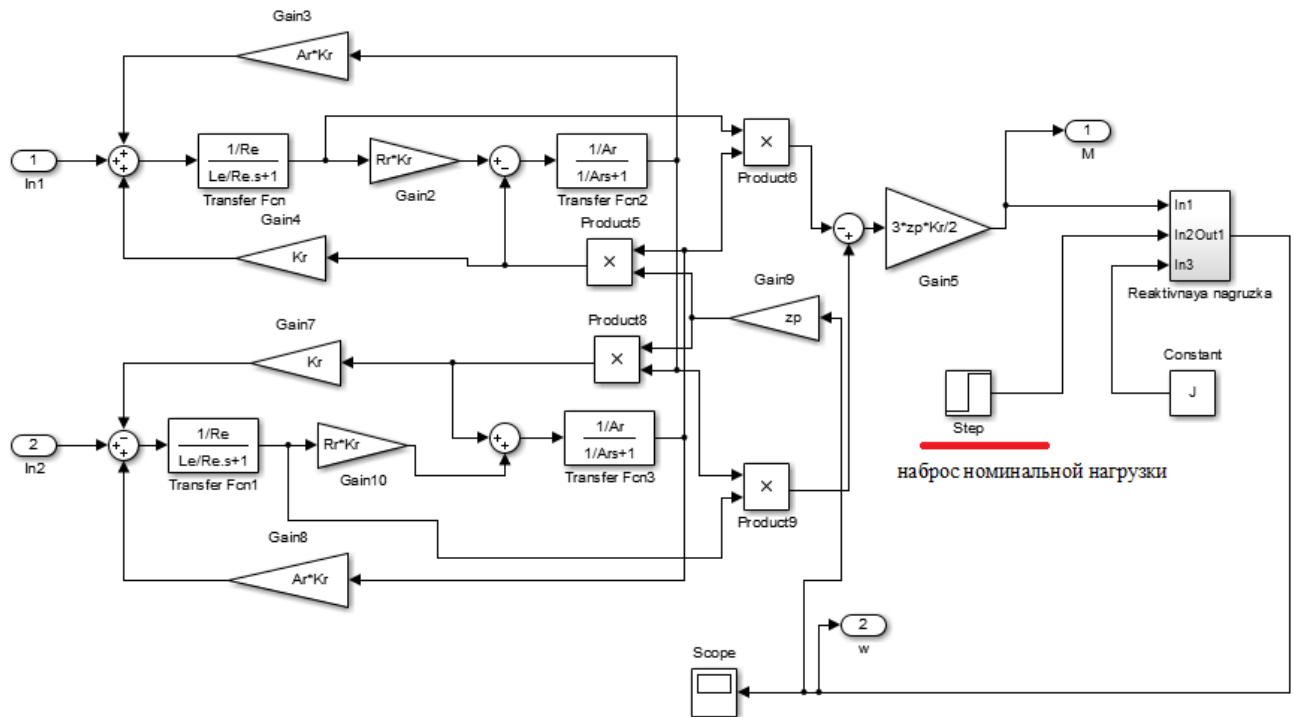 Gain3
Ar*Kr
1
In1
1/Re
Le/Re.s+1
Transfer Fcn
Rr*Kr
Gain2
1/Ar
1/Ars+1
Transfer Fcn2
Product6
1
M
Gain4
Kr
Product5
3*zp*Kr/2
Gain5
In1
In2Out1
In3
Reaktivnaya nagruzka
Gain9
zp
Gain7
Kr
Product8
Constant
J
Step
наброс номинальной нагрузки
2
In2
1/Re
Le/Re.s+1
Transfer Fcn1
Rr*Kr
Gain10
1/Ar
1/Ars+1
Transfer Fcn3
Product9
Gain8
Ar*Kr
2
w
Scope